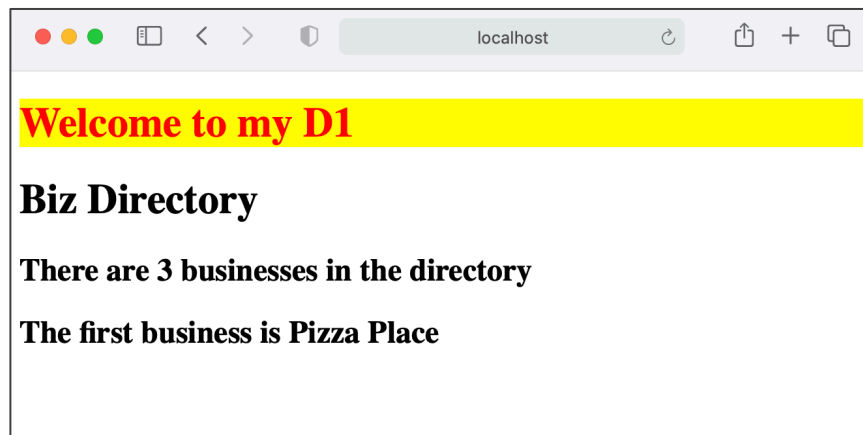 localhost
Welcome to my D1
Biz Directory
There are 3 businesses in the directory
The first business is Pizza Place